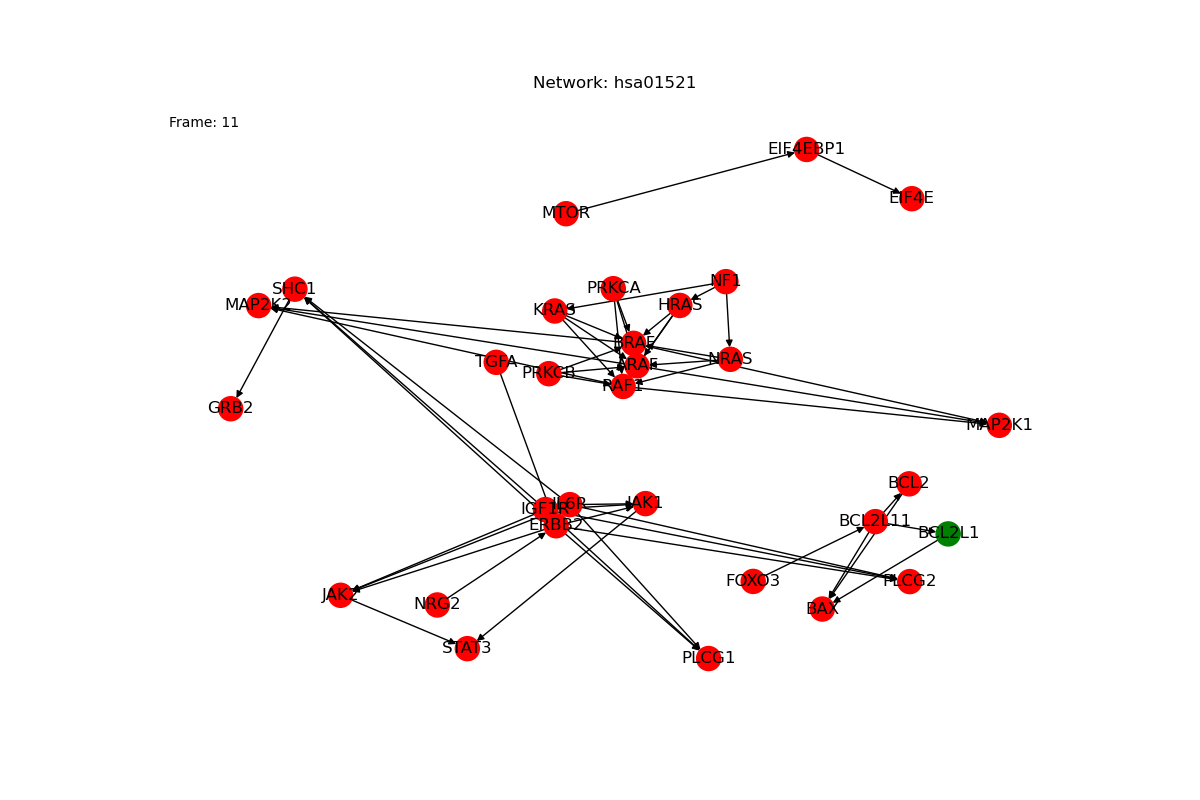 Network: hsa01521
Frame: 11
EIF4EBP1
EIF4E
MTOR
NF1
PRKCA
SHC1
MAP2K2
HRAS
KRAS
BRAF
NRAS
TGFA
ARAF
PRKCB
RAF1
GRB2
MAP2K1
BCL2
IL6R
JAK1
IGF1R
BCL2L11
ERBB2
BCL2L1
FOXO3
PLCG2
JAK2
NRG2
BAX
STAT3
PLCG1